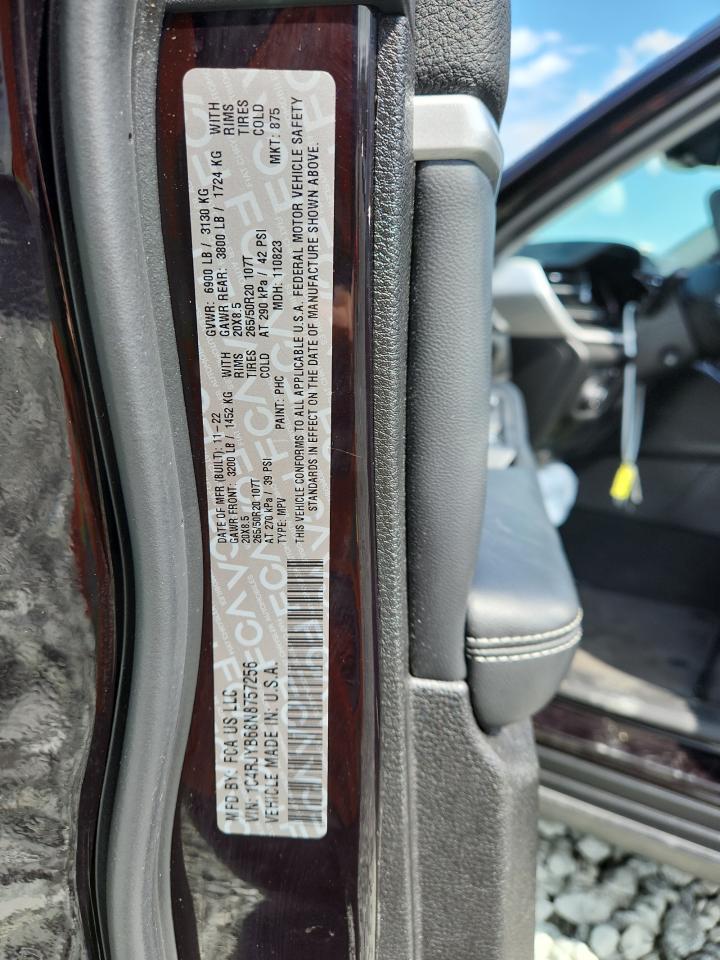 MFD BY: FCA US LLC
VIN: 1C4RJYB68N8757256
VEHICLE MADE IN: U.S.A.
DATE OF MFR (BUILT): 11-22 GVWR: 6900 LB / 3130 KG
GAWR FRONT: 3200 LB / 1452 KG WITH GAWR REAR: 3800 LB / 1724 KG WITH
20X8.5 RIMS 20X8.5 RIMS
265/50R20 107T TIRES 265/50R20 107T TIRES
AT 270 kPa / 39 PSI COLD AT 290 kPa / 42 PSI COLD
TYPE: MPV PAINT: PHC MDH: 110823 MKT: 875
THIS VEHICLE CONFORMS TO ALL APPLICABLE U.S.A. FEDERAL MOTOR VEHICLE SAFETY
STANDARDS IN EFFECT ON THE DATE OF MANUFACTURE SHOWN ABOVE.